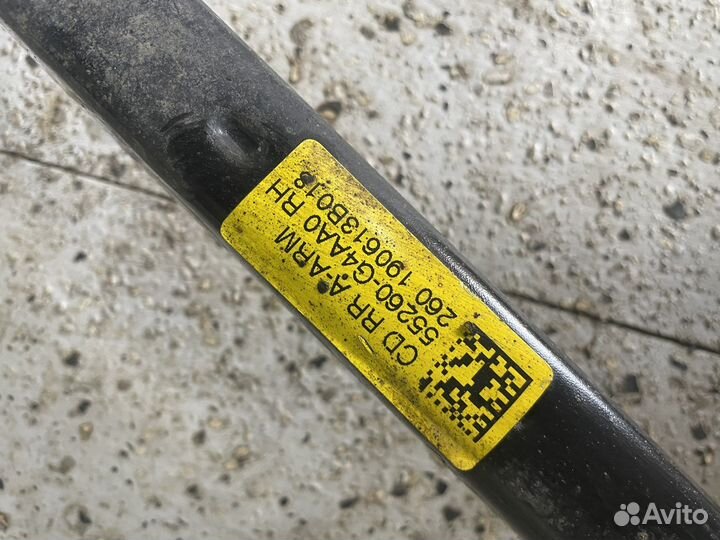 CD RR A-ARM
55260-G4AA0 RH
260 190613B018
Avito